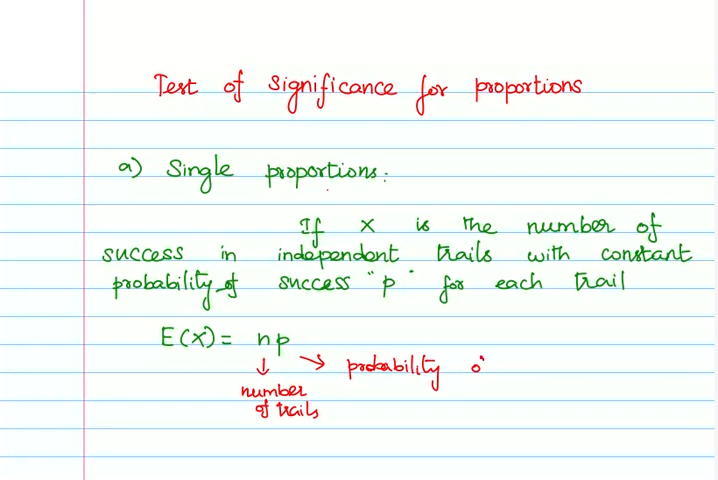 Test of Significance for proportions
a) Single proportions:
If X is the number of
success in independent trails with constant
probability of success "p" for each trail
E(X) = np
↓ → probability o
number
of trails